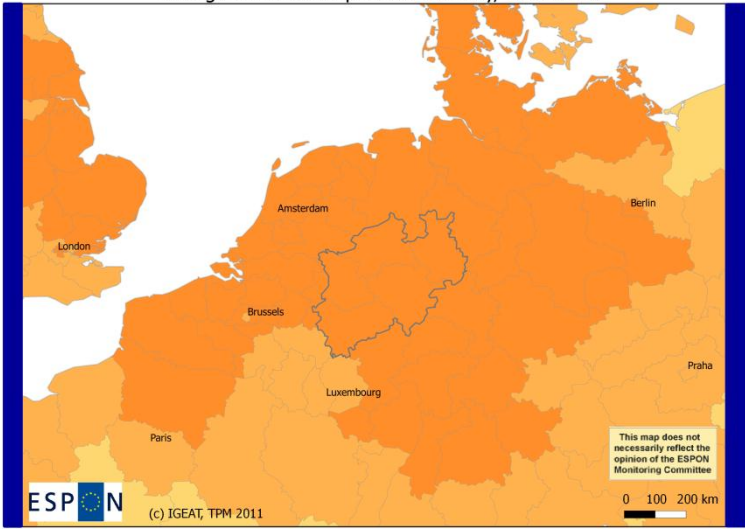 Amsterdam
Berlin
London
Brussels
Praha
Luxembourg
Paris
This map does not
necessarily reflect the
opinion of the ESPON
Monitoring Committee
ESPON
(c) IGEAT, TPM 2011
0 100 200 km